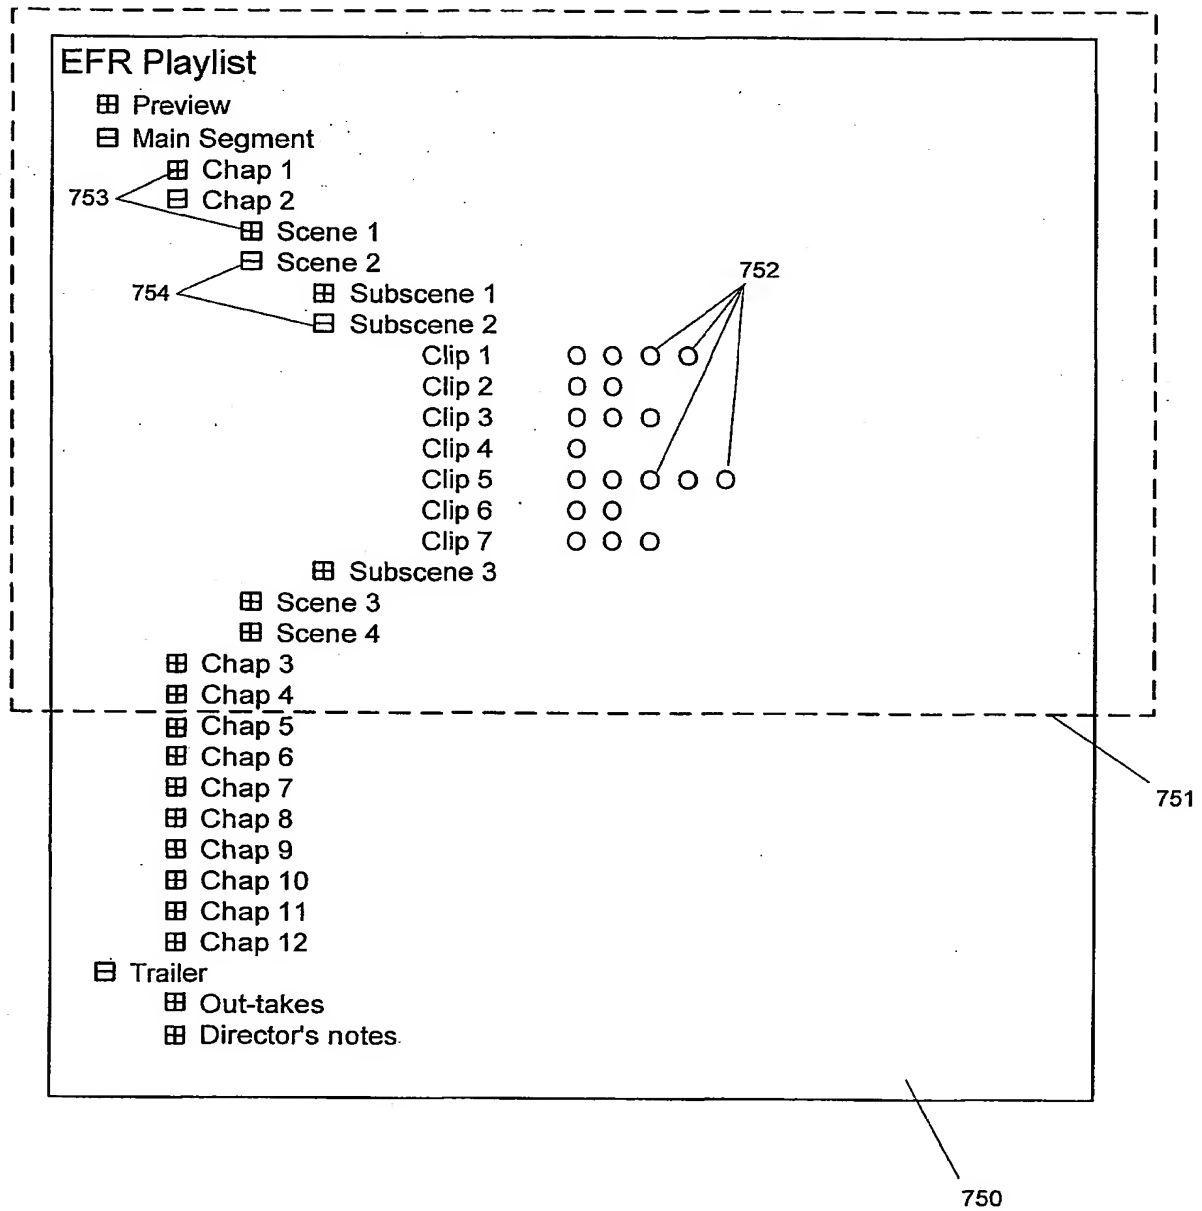 EFR Playlist
Preview
Main Segment
Chap 1
753
Chap 2
Scene 1
Scene 2
752
754
Subscene 1
Subscene 2
Clip 1
Clip 2
Clip 3
Clip 4
Clip 5
Clip 6
Clip 7
Subscene 3
Scene 3
Scene 4
Chap 3
Chap 4
Chap 5
Chap 6
Chap 7
751
Chap 8
Chap 9
Chap 10
Chap 11
Chap 12
Trailer
Out-takes
Director's notes
750